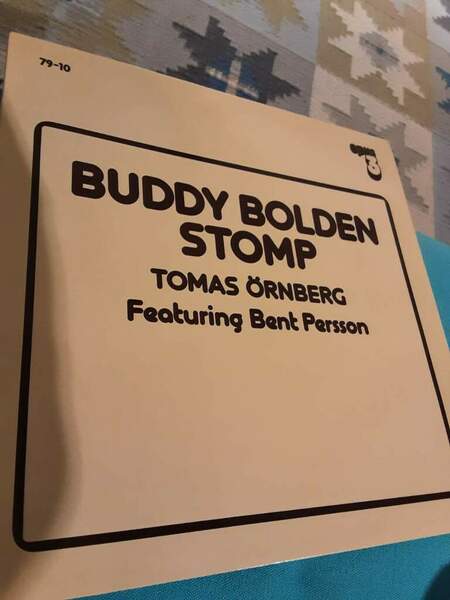 79-10
BUDDY BOLDEN
STOMP
TOMAS ÖRNBERG
Featuring Bent Persson